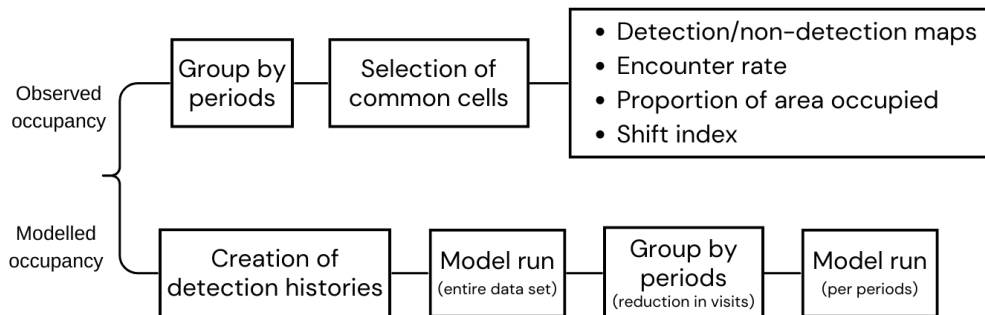 Observed
occupancy
Group by
periods
Selection of
common cells
• Detection/non-detection maps
• Encounter rate
• Proportion of area occupied
• Shift index
Modelled
occupancy
Creation of
detection histories
Model run
(entire data set)
Group by
periods
(reduction in visits)
Model run
(per periods)